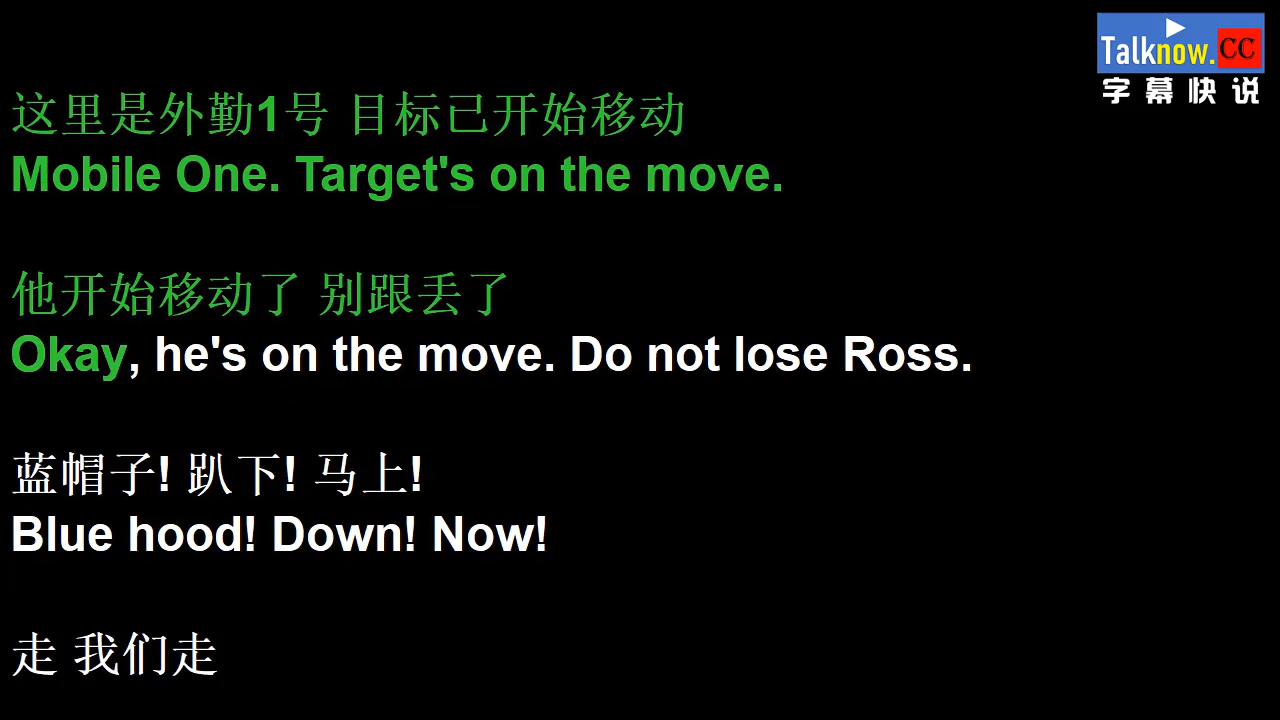 Talknow.CC
字幕快说
这里是外勤1号 目标已开始移动
Mobile One. Target's on the move.
他开始移动了 别跟丢了
Okay, he's on the move. Do not lose Ross.
蓝帽子! 趴下! 马上!
Blue hood! Down! Now!
走 我们走